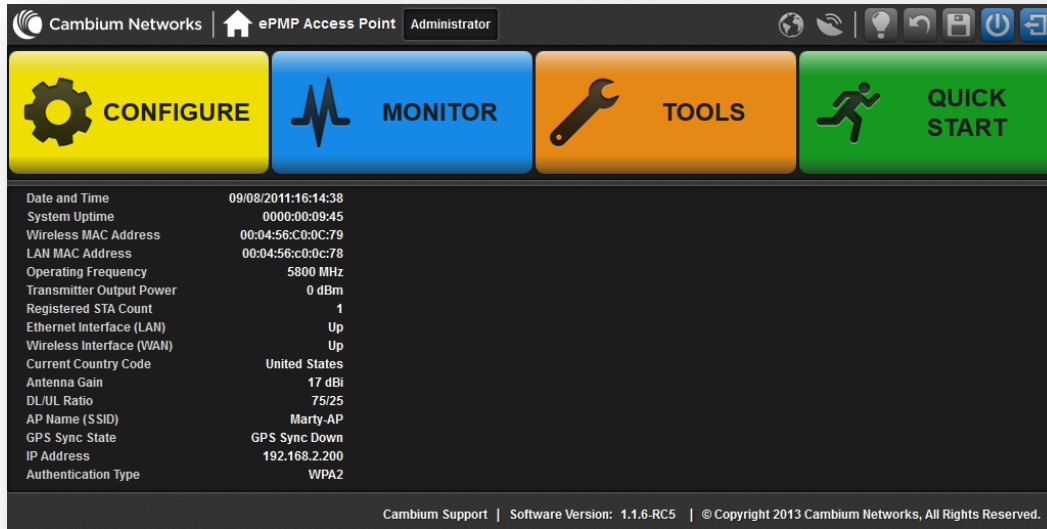 Cambium Networks | ePMP Access Point Administrator
CONFIGURE
MONITOR
TOOLS
QUICK
START
Date and Time 09/08/2011:16:14:38
System Uptime 0000:00:09:45
Wireless MAC Address 00:04:56:C0:0C:79
LAN MAC Address 00:04:56:c0:0c:78
Operating Frequency 5800 MHz
Transmitter Output Power 0 dBm
Registered STA Count 1
Ethernet Interface (LAN) Up
Wireless Interface (WAN) Up
Current Country Code United States
Antenna Gain 17 dBi
DL/UL Ratio 75/25
AP Name (SSID) Marty-AP
GPS Sync State GPS Sync Down
IP Address 192.168.2.200
Authentication Type WPA2
Cambium Support | Software Version: 1.1.6-RC5 | © Copyright 2013 Cambium Networks, All Rights Reserved.